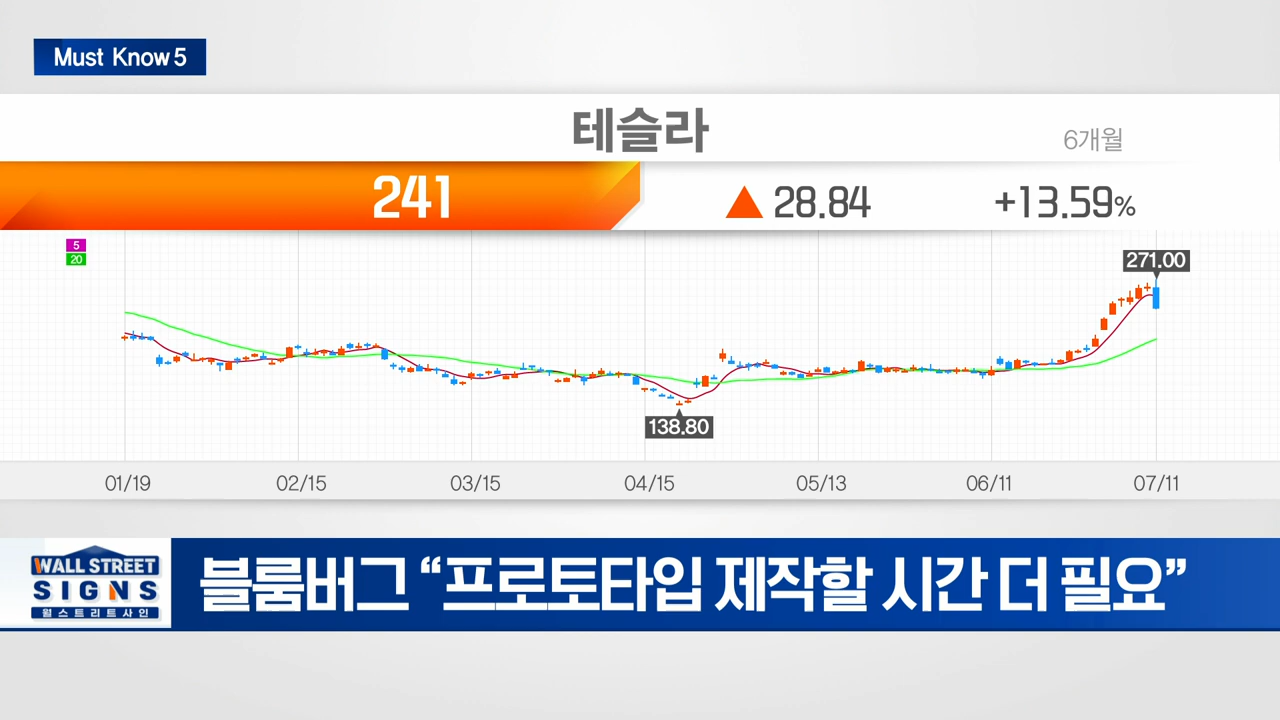 Must Know 5
테슬라
6개월
241
▲ 28.84
+13.59%
5
20
271.00
138.80
01/19
02/15
03/15
04/15
05/13
06/11
07/11
WALL STREET
SIGNS
월스트리트사인
블룸버그 “프로토타입 제작할 시간 더 필요”